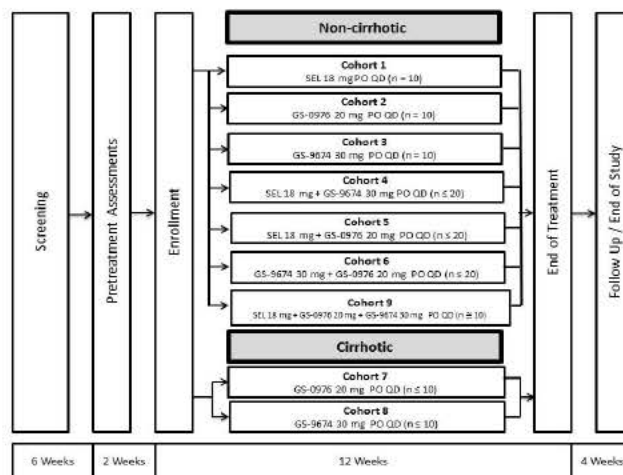 Screening
Pretreatment Assessments
Enrollment
Non-cirrhotic
Cohort 1
SEL 18 mg PO QD (n = 10)
Cohort 2
GS-0976 20 mg PO QD (n = 10)
Cohort 3
GS-9674 30 mg PO QD (n = 10)
Cohort 4
SEL 18 mg + GS-9674 30 mg PO QD (n ≤ 20)
Cohort 5
SEL 18 mg + GS-0976 20 mg PO QD (n ≤ 20)
Cohort 6
GS-9674 30 mg + GS-0976 20 mg PO QD (n ≤ 20)
Cohort 9
SEL 18 mg + GS-0976 20 mg + GS-9674 30 mg PO QD (n ≅ 10)
Cirrhotic
Cohort 7
GS-0976 20 mg PO QD (n ≤ 10)
Cohort 8
GS-9674 30 mg PO QD (n ≤ 10)
End of Treatment
Follow Up / End of Study
6 Weeks
2 Weeks
12 Weeks
4 Weeks